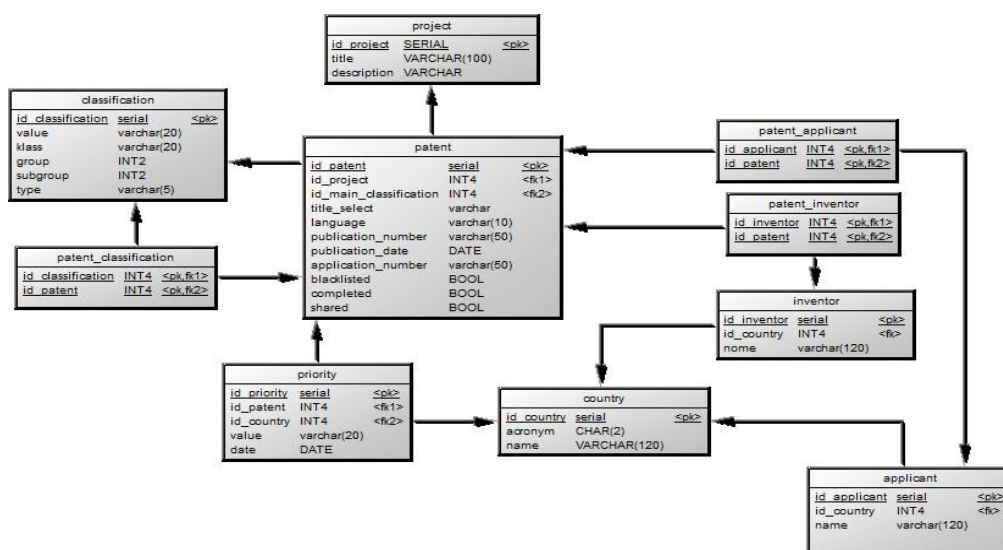 project
id_project SERIAL <pk>
title VARCHAR(100)
description VARCHAR
classification
id_classification serial <pk>
value varchar(20)
klass varchar(20)
group INT2
subgroup INT2
type varchar(5)
patent
id_patent serial <pk>
id_project INT4 <fk1>
id_main_classification INT4 <fk2>
title_select varchar
language varchar(10)
publication_number varchar(50)
publication_date DATE
application_number varchar(50)
blacklisted BOOL
completed BOOL
shared BOOL
patent_applicant
id_applicant INT4 <pk,fk1>
id_patent INT4 <pk,fk2>
patent_inventor
id_inventor INT4 <pk,fk1>
id_patent INT4 <pk,fk2>
patent_classification
id_classification INT4 <pk,fk1>
id_patent INT4 <pk,fk2>
inventor
id_inventor serial <pk>
id_country INT4 <fk>
nome varchar(120)
priority
id_priority serial <pk>
id_patent INT4 <fk1>
id_country INT4 <fk2>
value varchar(20)
date DATE
country
id_country serial <pk>
acronym CHAR(2)
name VARCHAR(120)
applicant
id_applicant serial <pk>
id_country INT4 <fk>
name varchar(120)